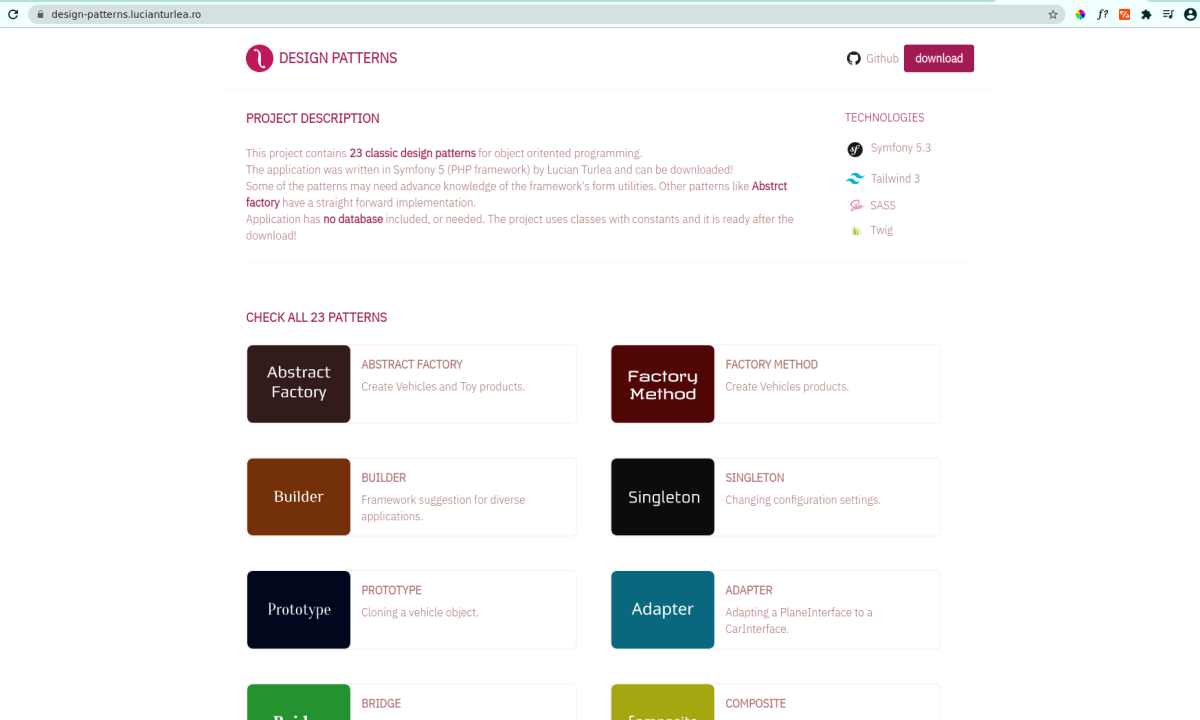 design-patterns.lucianturlea.ro
DESIGN PATTERNS
Github
download
PROJECT DESCRIPTION
This project contains 23 classic design patterns for object oritented programming.
The application was written in Symfony 5 (PHP framework) by Lucian Turlea and can be downloaded!
Some of the patterns may need advance knowledge of the framework's form utilities. Other patterns like Abstrct
factory have a straight forward implementation.
Application has no database included, or needed. The project uses classes with constants and it is ready after the
download!
TECHNOLOGIES
sf
Symfony 5.3
Tailwind 3
Sass
SASS
Twig
CHECK ALL 23 PATTERNS
Abstract
Factory
ABSTRACT FACTORY
Create Vehicles and Toy products.
Factory
Method
FACTORY METHOD
Create Vehicles products.
Builder
BUILDER
Framework suggestion for diverse
applications.
Singleton
SINGLETON
Changing configuration settings.
Prototype
PROTOTYPE
Cloning a vehicle object.
Adapter
ADAPTER
Adapting a PlaneInterface to a
CarInterface.
Bridge
BRIDGE
Composite
COMPOSITE